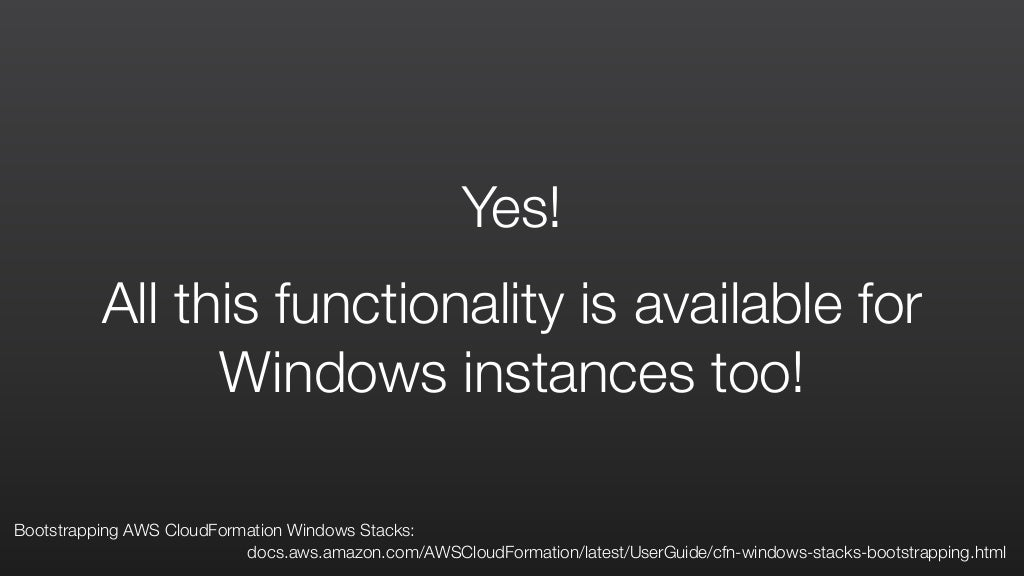 Yes!
All this functionality is available for
Windows instances too!
Bootstrapping AWS CloudFormation Windows Stacks:
docs.aws.amazon.com/AWSCloudFormation/latest/UserGuide/cfn-windows-stacks-bootstrapping.html